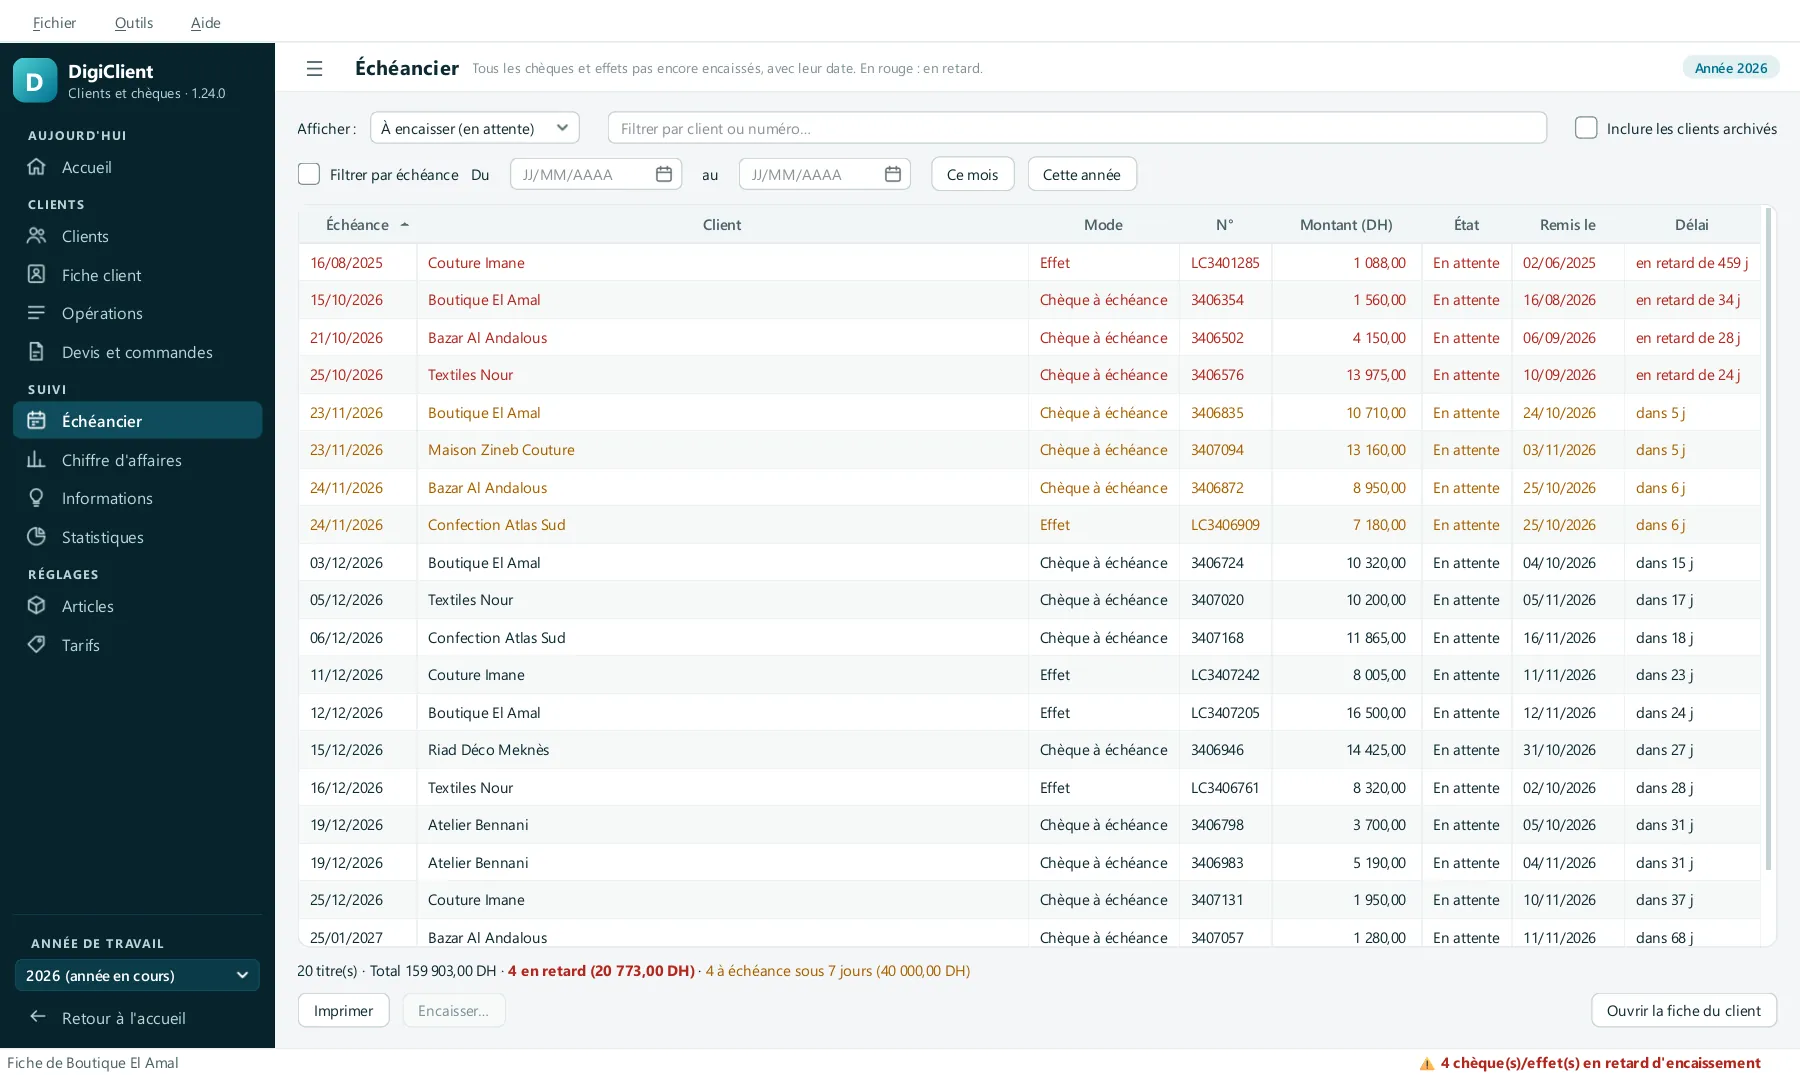 Fichier Outils Aide
D DigiClient
Clients et chèques · 1.24.0
AUJOURD'HUI
Accueil
CLIENTS
Clients
Fiche client
Opérations
Devis et commandes
SUIVI
Échéancier
Chiffre d'affaires
Informations
Statistiques
RÉGLAGES
Articles
Tarifs
ANNÉE DE TRAVAIL
2026 (année en cours)
Retour à l'accueil
Échéancier Tous les chèques et effets pas encore encaissés, avec leur date. En rouge : en retard. Année 2026
Afficher : À encaisser (en attente) Filtrer par client ou numéro... Inclure les clients archivés
Filtrer par échéance Du JJ/MM/AAAA au JJ/MM/AAAA Ce mois Cette année
Échéance Client Mode N° Montant (DH) État Remis le Délai
16/08/2025 Couture Imane Effet LC3401285 1 088,00 En attente 02/06/2025 en retard de 459 j
15/10/2026 Boutique El Amal Chèque à échéance 3406354 1 560,00 En attente 16/08/2026 en retard de 34 j
21/10/2026 Bazar Al Andalous Chèque à échéance 3406502 4 150,00 En attente 06/09/2026 en retard de 28 j
25/10/2026 Textiles Nour Chèque à échéance 3406576 13 975,00 En attente 10/09/2026 en retard de 24 j
23/11/2026 Boutique El Amal Chèque à échéance 3406835 10 710,00 En attente 24/10/2026 dans 5 j
23/11/2026 Maison Zineb Couture Chèque à échéance 3407094 13 160,00 En attente 03/11/2026 dans 5 j
24/11/2026 Bazar Al Andalous Chèque à échéance 3406872 8 950,00 En attente 25/10/2026 dans 6 j
24/11/2026 Confection Atlas Sud Effet LC3406909 7 180,00 En attente 25/10/2026 dans 6 j
03/12/2026 Boutique El Amal Chèque à échéance 3406724 10 320,00 En attente 04/10/2026 dans 15 j
05/12/2026 Textiles Nour Chèque à échéance 3407020 10 200,00 En attente 05/11/2026 dans 17 j
06/12/2026 Confection Atlas Sud Chèque à échéance 3407168 11 865,00 En attente 16/11/2026 dans 18 j
11/12/2026 Couture Imane Effet LC3407242 8 005,00 En attente 11/11/2026 dans 23 j
12/12/2026 Boutique El Amal Effet LC3407205 16 500,00 En attente 12/11/2026 dans 24 j
15/12/2026 Riad Déco Meknès Chèque à échéance 3406946 14 425,00 En attente 31/10/2026 dans 27 j
16/12/2026 Textiles Nour Effet LC3406761 8 320,00 En attente 02/10/2026 dans 28 j
19/12/2026 Atelier Bennani Chèque à échéance 3406798 3 700,00 En attente 05/10/2026 dans 31 j
19/12/2026 Atelier Bennani Chèque à échéance 3406983 5 190,00 En attente 04/11/2026 dans 31 j
25/12/2026 Couture Imane Chèque à échéance 3407131 1 950,00 En attente 10/11/2026 dans 37 j
25/01/2027 Bazar Al Andalous Chèque à échéance 3407057 1 280,00 En attente 11/11/2026 dans 68 j
20 titre(s) · Total 159 903,00 DH · 4 en retard (20 773,00 DH) · 4 à échéance sous 7 jours (40 000,00 DH)
Imprimer Encaisser... Ouvrir la fiche du client
Fiche de Boutique El Amal 4 chèque(s)/effet(s) en retard d'encaissement